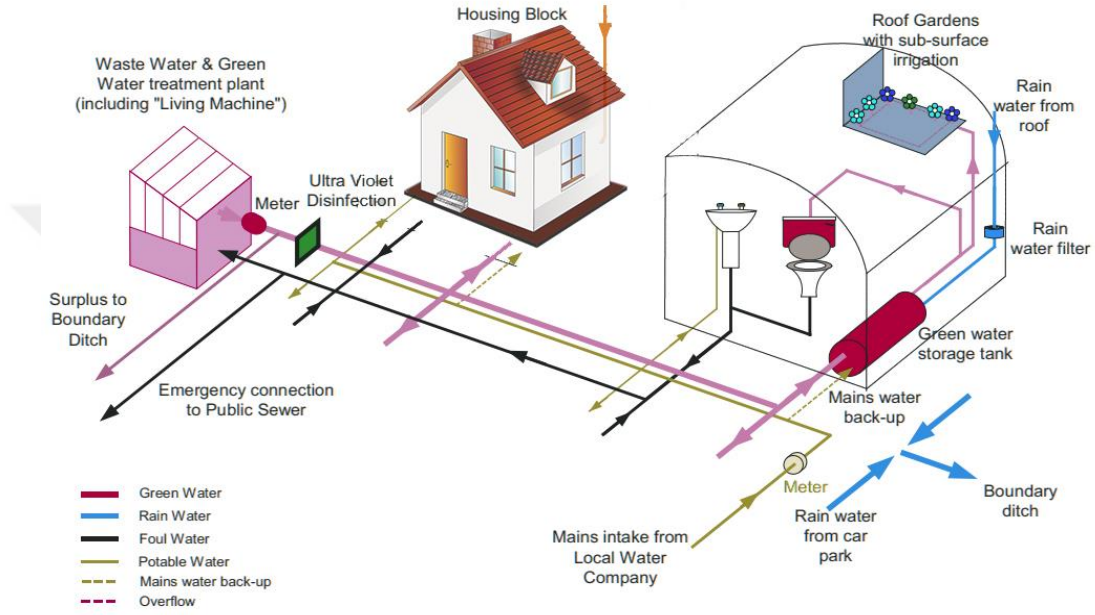 Housing Block
Roof Gardens
with sub-surface
irrigation
Waste Water & Green
Water treatment plant
(including "Living Machine")
Rain
water from
roof
Ultra Violet
Disinfection
Meter
Rain
water filter
Surplus to
Boundary
Ditch
Green water
storage tank
Emergency connection
to Public Sewer
Mains water
back-up
Meter
Boundary
ditch
Rain water
from car
park
Mains intake from
Local Water
Company
Green Water
Rain Water
Foul Water
Potable Water
Mains water back-up
Overflow